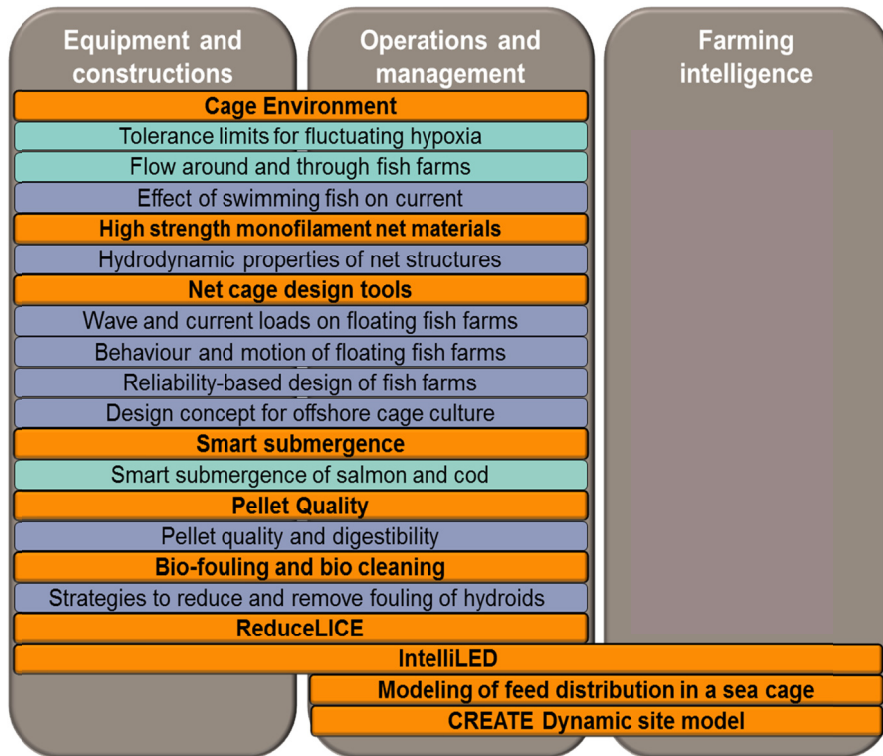 Equipment and
constructions
Operations and
management
Farming
intelligence
Cage Environment
Tolerance limits for fluctuating hypoxia
Flow around and through fish farms
Effect of swimming fish on current
High strength monofilament net materials
Hydrodynamic properties of net structures
Net cage design tools
Wave and current loads on floating fish farms
Behaviour and motion of floating fish farms
Reliability-based design of fish farms
Design concept for offshore cage culture
Smart submergence
Smart submergence of salmon and cod
Pellet Quality
Pellet quality and digestibility
Bio-fouling and bio cleaning
Strategies to reduce and remove fouling of hydroids
ReduceLICE
IntelliLED
Modeling of feed distribution in a sea cage
CREATE Dynamic site model